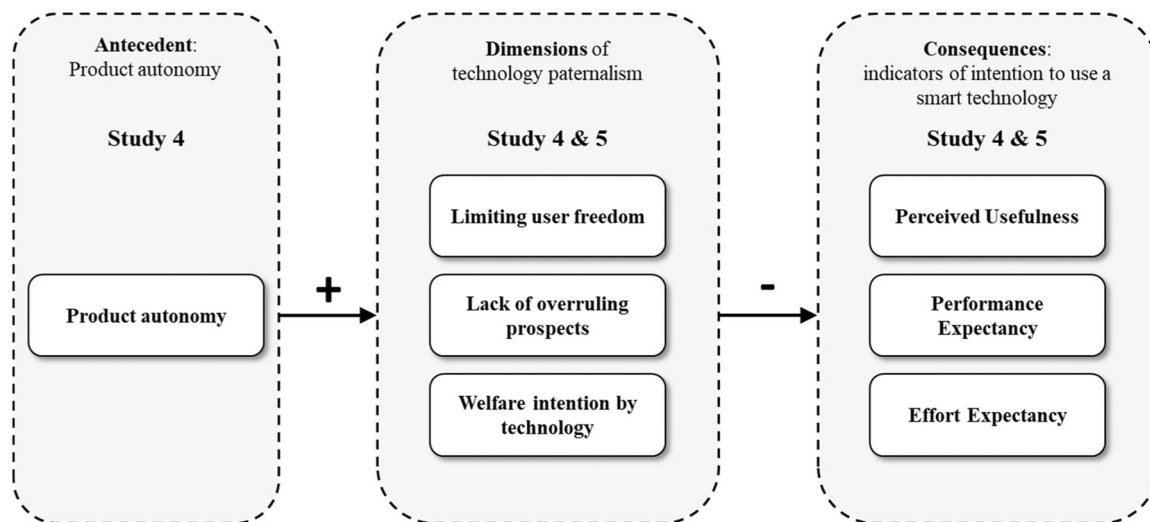 Antecedent:
Product autonomy
Study 4
Product autonomy
+
Dimensions of
technology paternalism
Study 4 & 5
Limiting user freedom
Lack of overruling
prospects
Welfare intention by
technology
-
Consequences:
indicators of intention to use a
smart technology
Study 4 & 5
Perceived Usefulness
Performance
Expectancy
Effort Expectancy